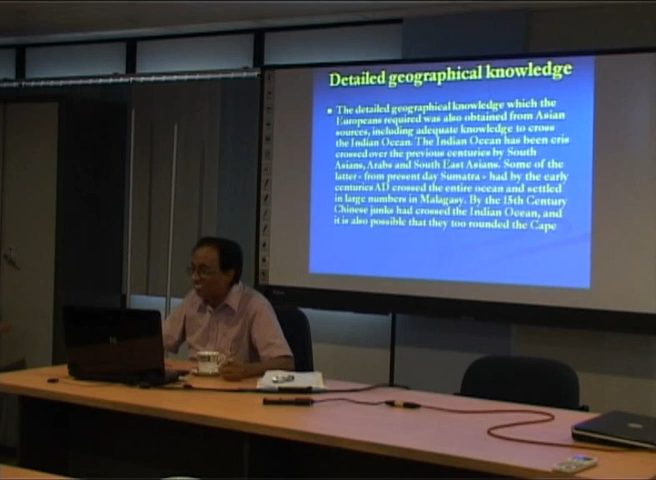 Detailed geographical knowledge
The detailed geographical knowledge which the
Europeans required was also obtained from Asian
sources, including adequate knowledge to cross
the Indian Ocean. The Indian Ocean has been cris
crossed over the previous centuries by South
Asians, Arabs and South East Asians. Some of the
latter - from present day Sumatra - had by the early
centuries AD crossed the entire ocean and settled
in large numbers in Malagasy. By the 15th Century
Chinese junks had crossed the Indian Ocean, and
it is also possible that they too rounded the Cape